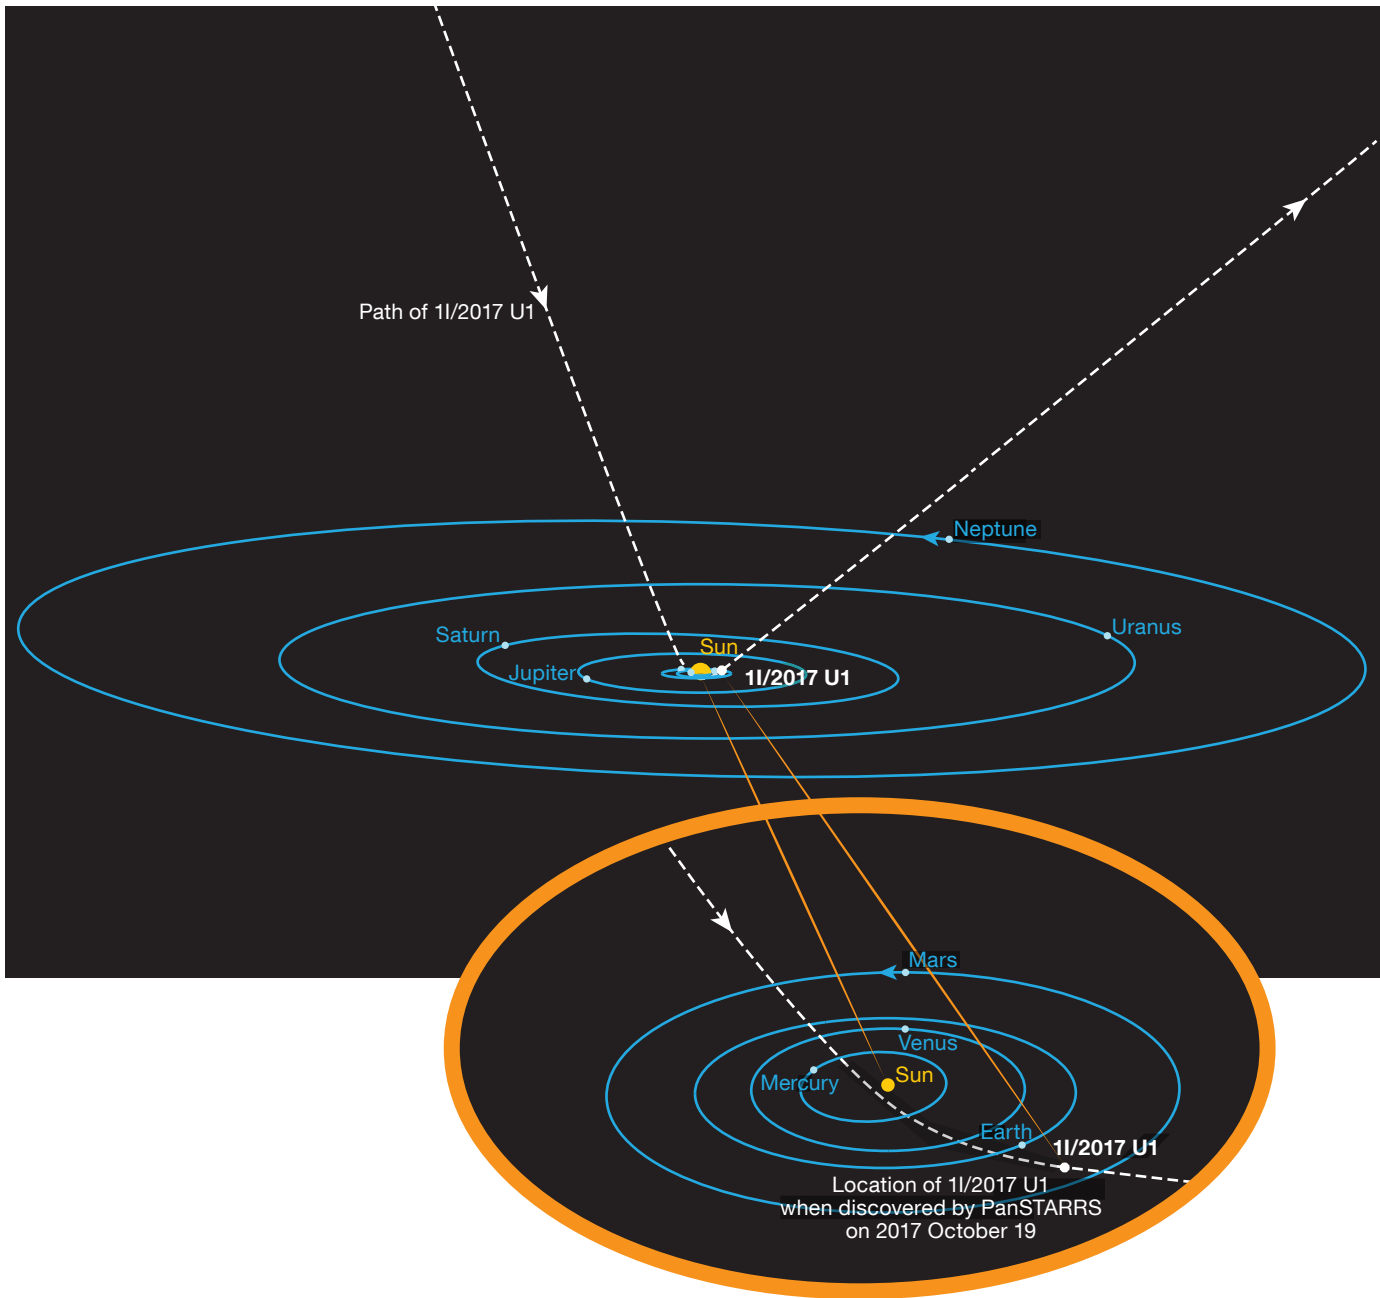 Path of 1I/2017 U1
Neptune
Uranus
Saturn
Sun
Jupiter
1I/2017 U1
Mars
Venus
Mercury
Sun
Earth
1I/2017 U1
Location of 1I/2017 U1
when discovered by PanSTARRS
on 2017 October 19